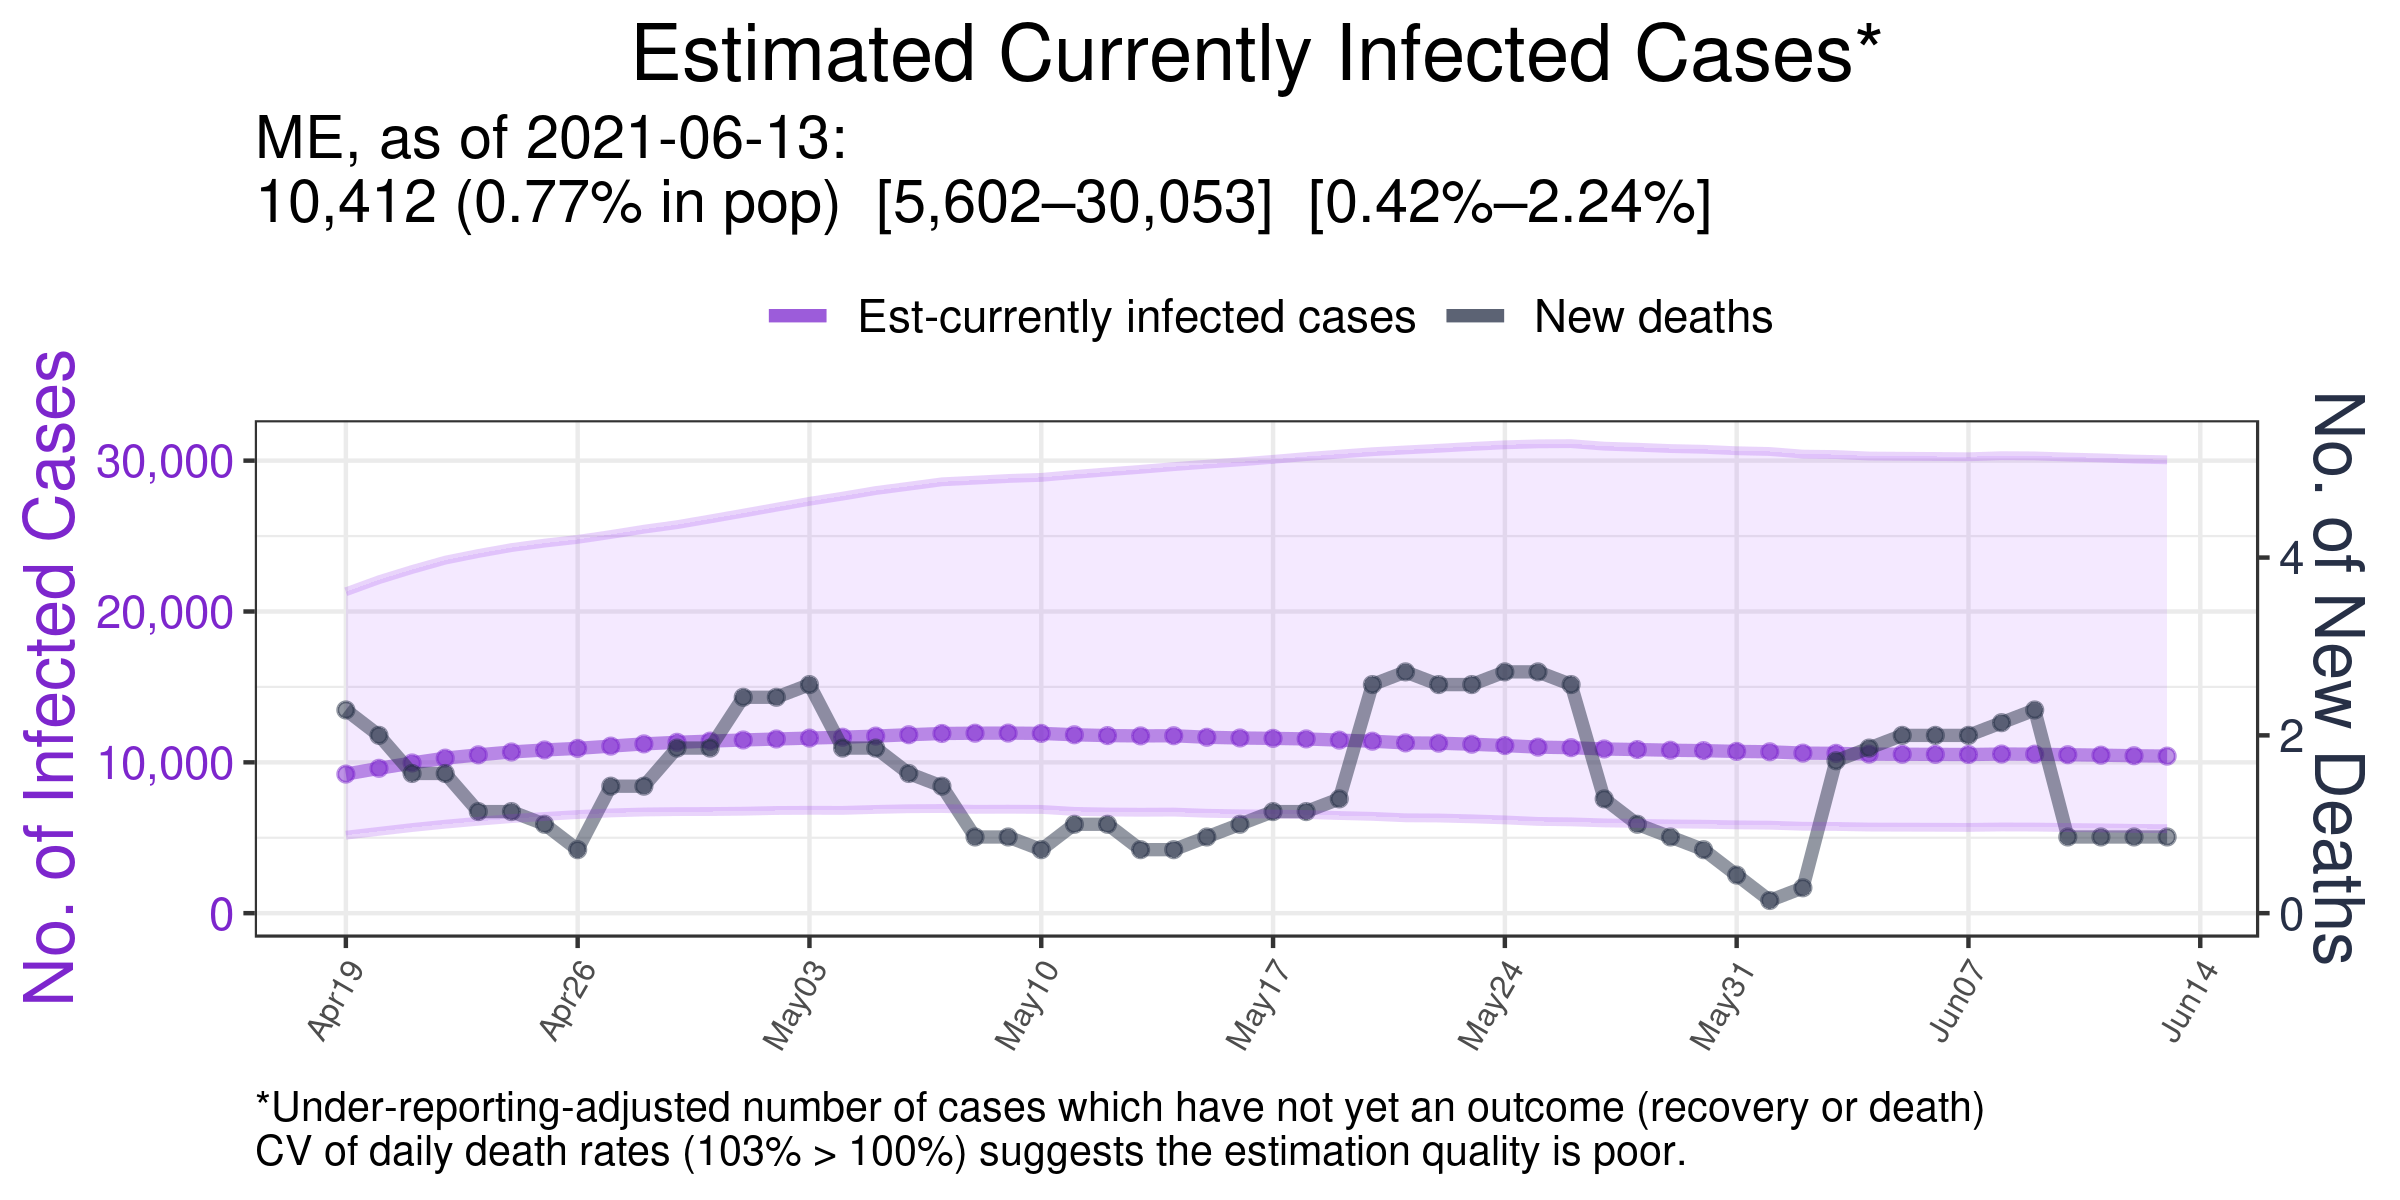 Estimated Currently Infected Cases*
ME, as of 2021-06-13:
10,412 (0.77% in pop)  [5,602–30,053]  [0.42%–2.24%]
Est-currently infected cases
New deaths
No. of Infected Cases
30,000
20,000
10,000
0
4
2
0
No. of New Deaths
Apr19
Apr26
May03
May10
May17
May24
May31
Jun07
Jun14
*Under-reporting-adjusted number of cases which have not yet an outcome (recovery or death)
CV of daily death rates (103% > 100%) suggests the estimation quality is poor.